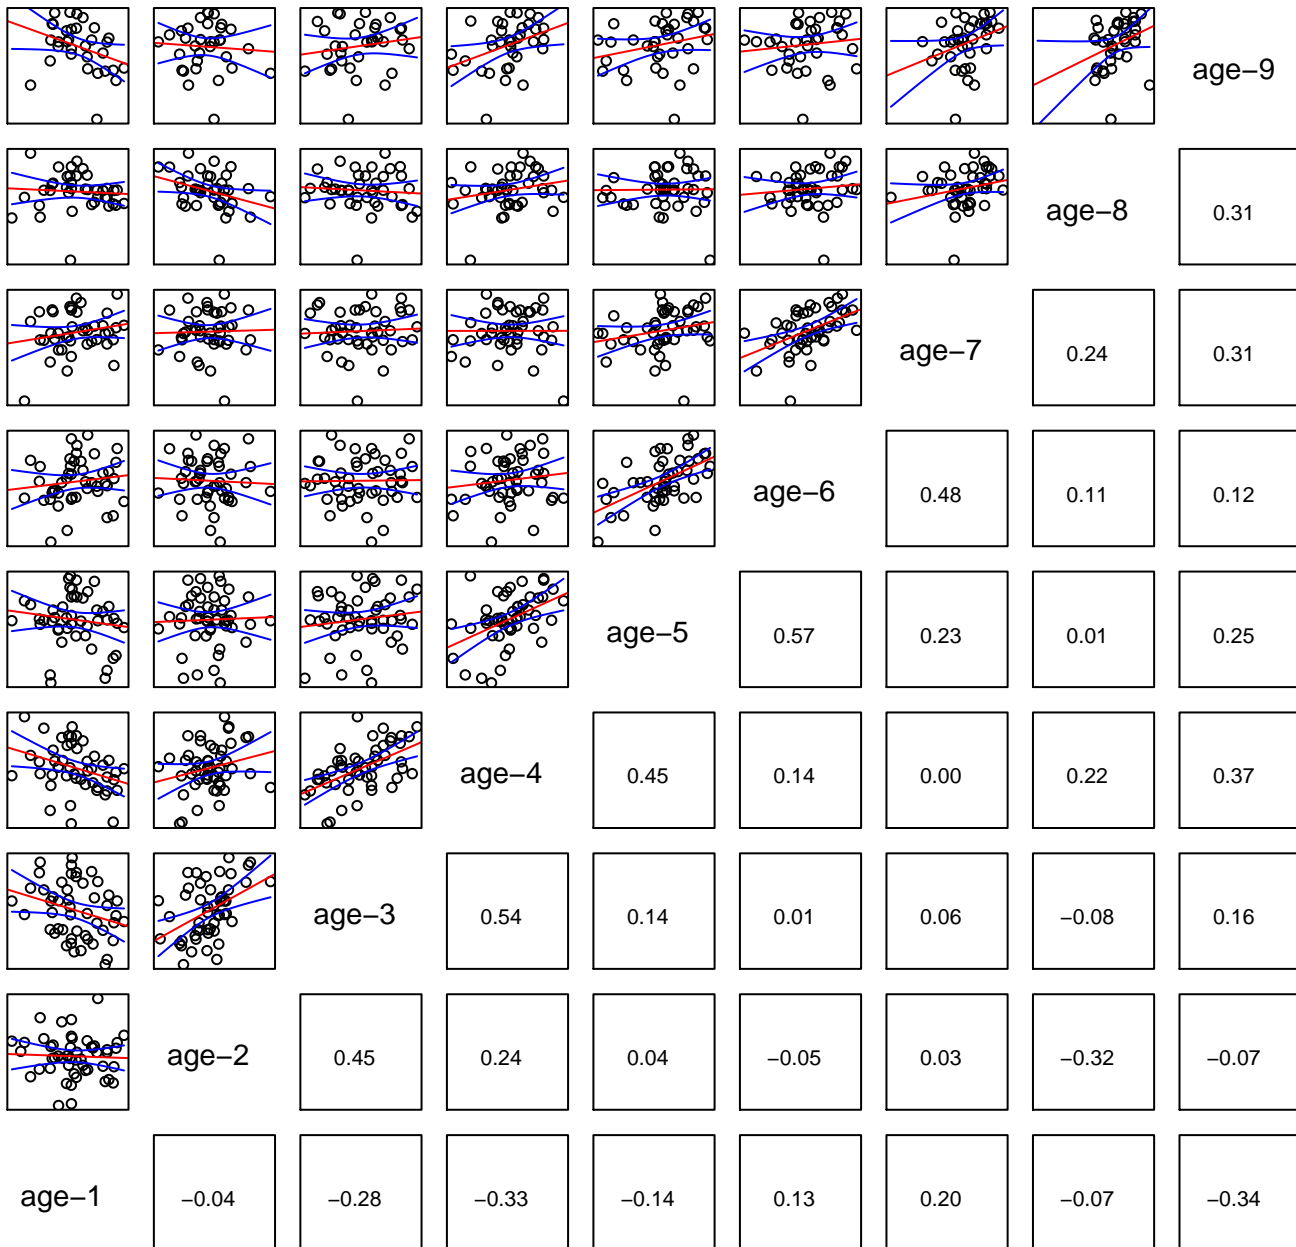 age−9
age−8 0.31
age−7 0.24 0.31
age−6 0.48 0.11 0.12
age−5 0.57 0.23 0.01 0.25
age−4 0.45 0.14 0.00 0.22 0.37
age−3 0.54 0.14 0.01 0.06 −0.08 0.16
age−2 0.45 0.24 0.04 −0.05 0.03 −0.32 −0.07
age−1 −0.04 −0.28 −0.33 −0.14 0.13 0.20 −0.07 −0.34